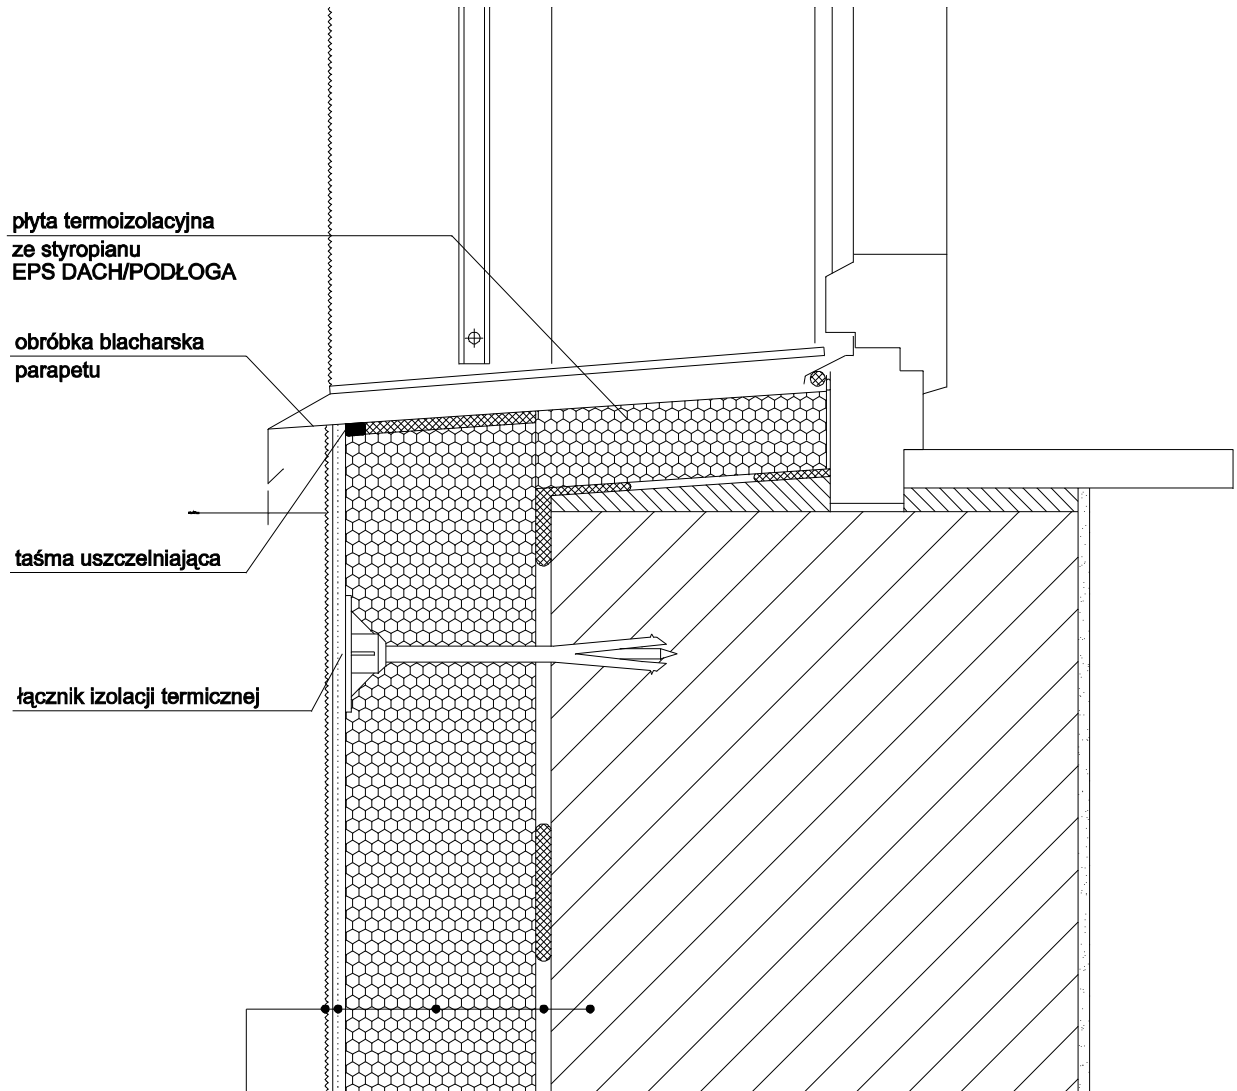 płyta termoizolacyjna
ze styropianu
EPS DACH/PODŁOGA
obróbka blacharska
parapetu
taśma uszczelniająca
łącznik izolacji termicznej